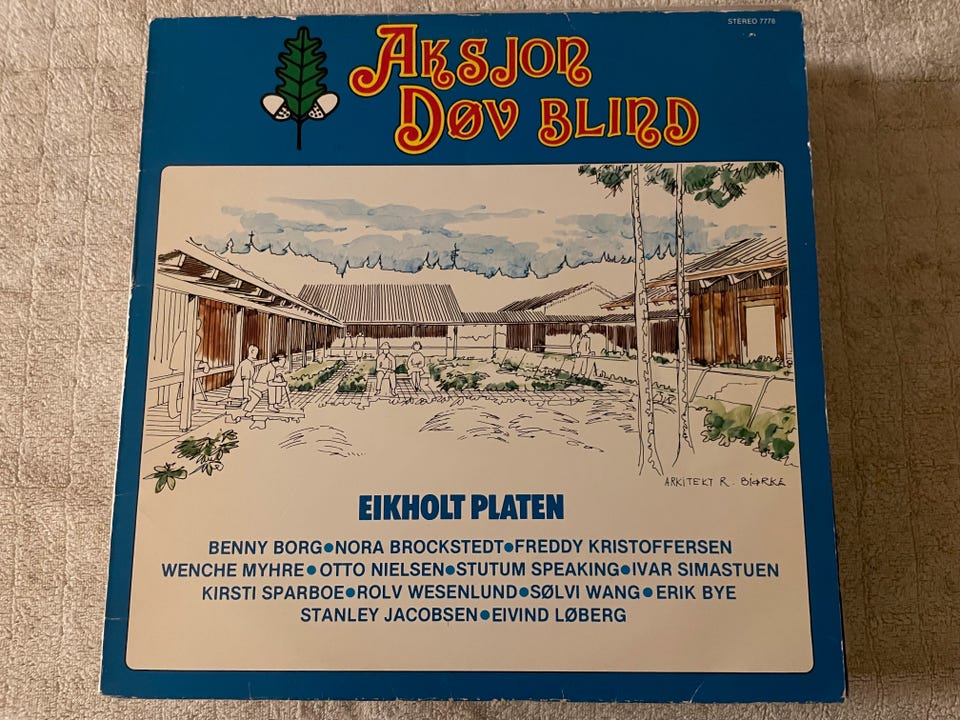 STEREO 7778
AKSJON
DØV BLIND
ARKITEKT R. BJØRKE
EIKHOLT PLATEN
BENNY BORG●NORA BROCKSTEDT●FREDDY KRISTOFFERSEN
WENCHE MYHRE●OTTO NIELSEN●STUTUM SPEAKING●IVAR SIMASTUEN
KIRSTI SPARBOE●ROLV WESENLUND●SØLVI WANG●ERIK BYE
STANLEY JACOBSEN●EIVIND LØBERG